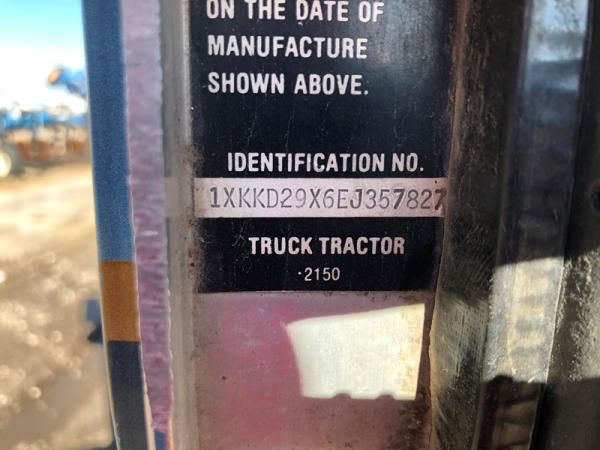 ON THE DATE OF
MANUFACTURE
SHOWN ABOVE.
IDENTIFICATION NO.
1XKKD29X6EJ357827
TRUCK TRACTOR
·2150